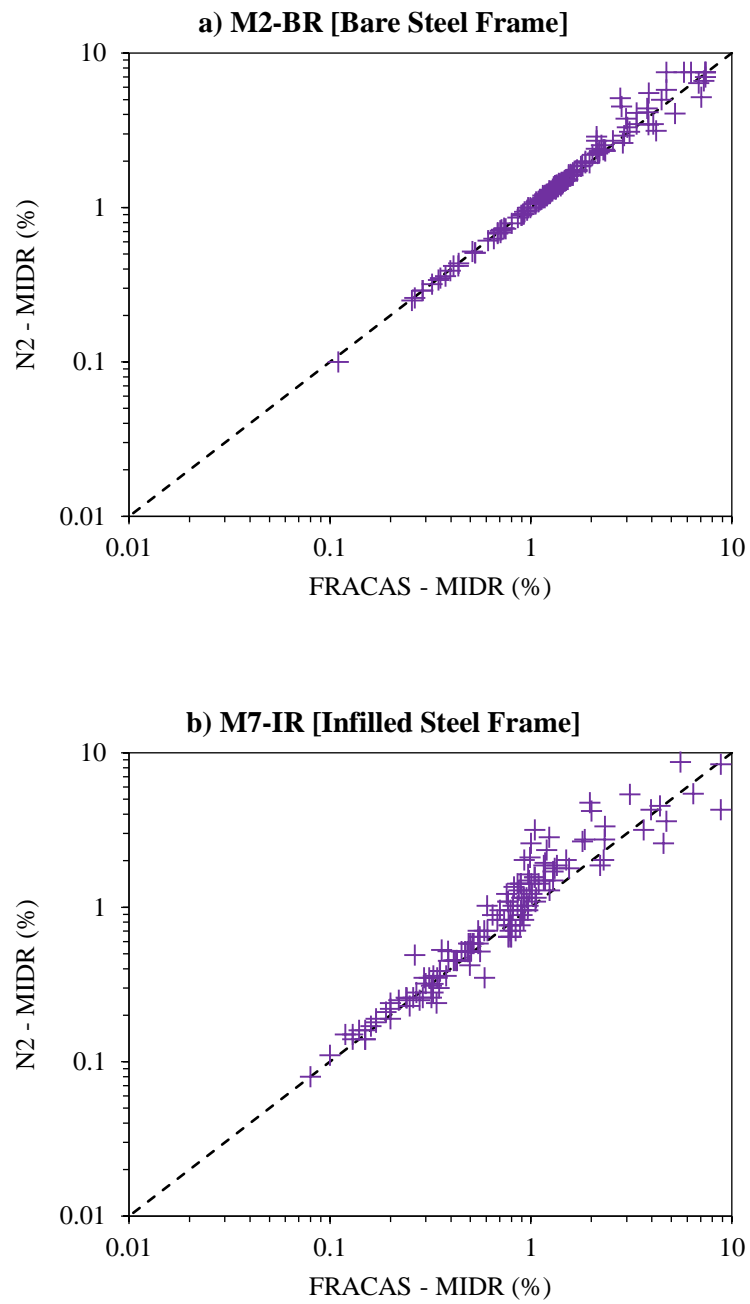 a) M2-BR [Bare Steel Frame]
10
1
0.1
0.01
N2 - MIDR (%)
0.01 0.1 1 10
FRACAS - MIDR (%)
b) M7-IR [Infilled Steel Frame]
10
1
0.1
0.01
N2 - MIDR (%)
0.01 0.1 1 10
FRACAS - MIDR (%)